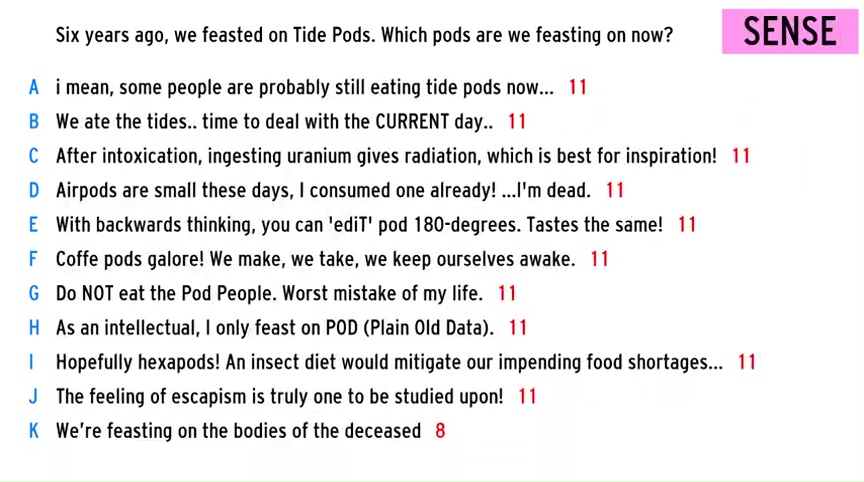 Six years ago, we feasted on Tide Pods. Which pods are we feasting on now?
SENSE
A i mean, some people are probably still eating tide pods now... 11
B We ate the tides.. time to deal with the CURRENT day.. 11
C After intoxication, ingesting uranium gives radiation, which is best for inspiration! 11
D Airpods are small these days, I consumed one already! ...I'm dead. 11
E With backwards thinking, you can 'ediT' pod 180-degrees. Tastes the same! 11
F Coffe pods galore! We make, we take, we keep ourselves awake. 11
G Do NOT eat the Pod People. Worst mistake of my life. 11
H As an intellectual, I only feast on POD (Plain Old Data). 11
I Hopefully hexapods! An insect diet would mitigate our impending food shortages... 11
J The feeling of escapism is truly one to be studied upon! 11
K We're feasting on the bodies of the deceased 8